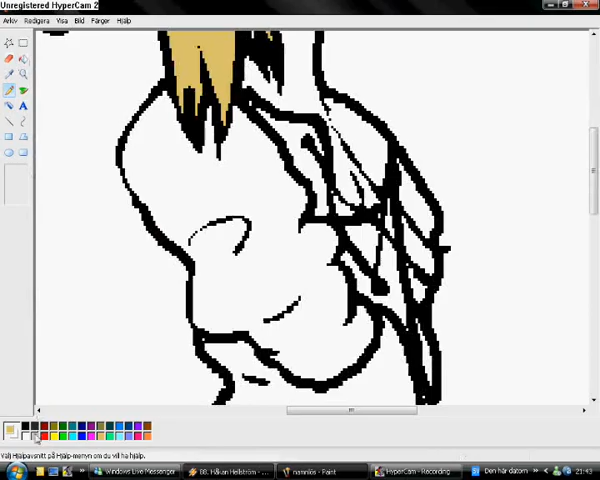 Unregistered HyperCam 2
Arkiv Redigera Visa Bild Färger Hjälp
Välj Hjälpavsnitt på Hjälp-menyn om du vill ha hjälp.
Windows Live Messenger
88. Håkan Hellström - ...
namnlös - Paint
HyperCam - Recording
Den här datorn
21:43